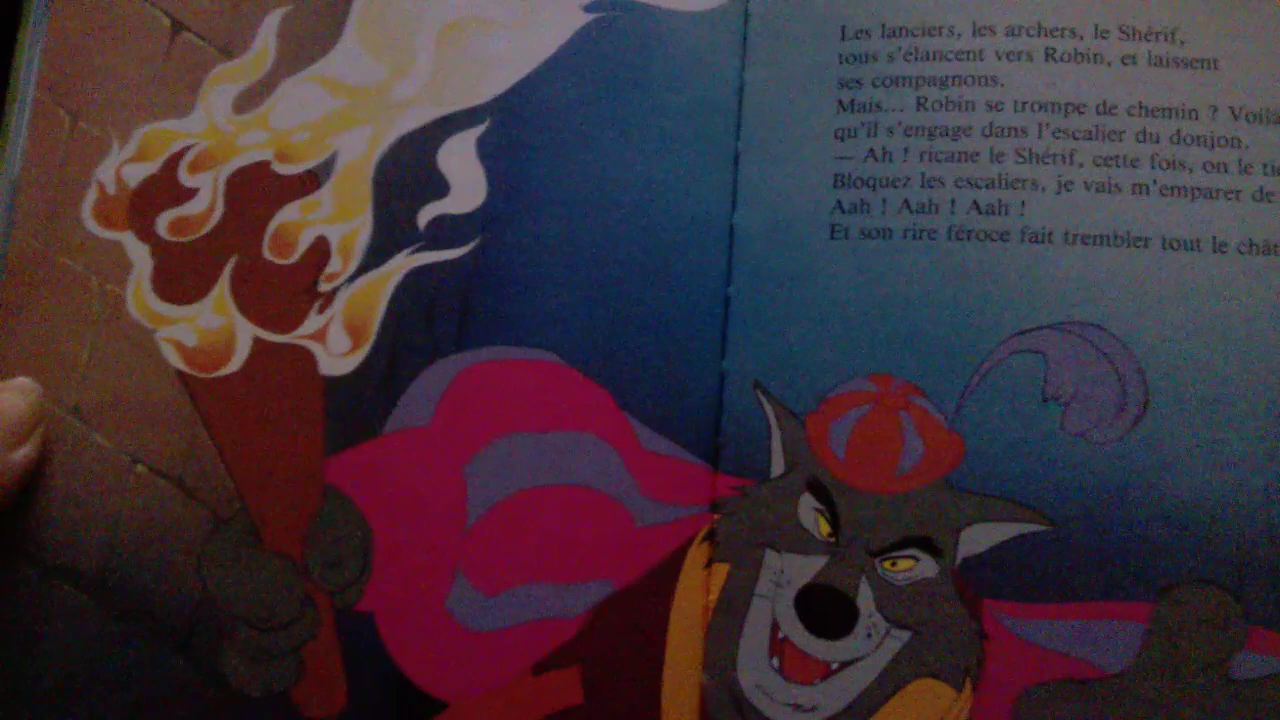 Les lanciers, les archers, le Shérif,
tous s'élancent vers Robin, et laissent
ses compagnons.
Mais... Robin se trompe de chemin ? Voilà
qu'il s'engage dans l'escalier du donjon.
— Ah ! ricane le Shérif, cette fois, on le
Bloquez les escaliers, je vais m'emparer de
Aah ! Aah ! Aah !
Et son rire féroce fait trembler tout le